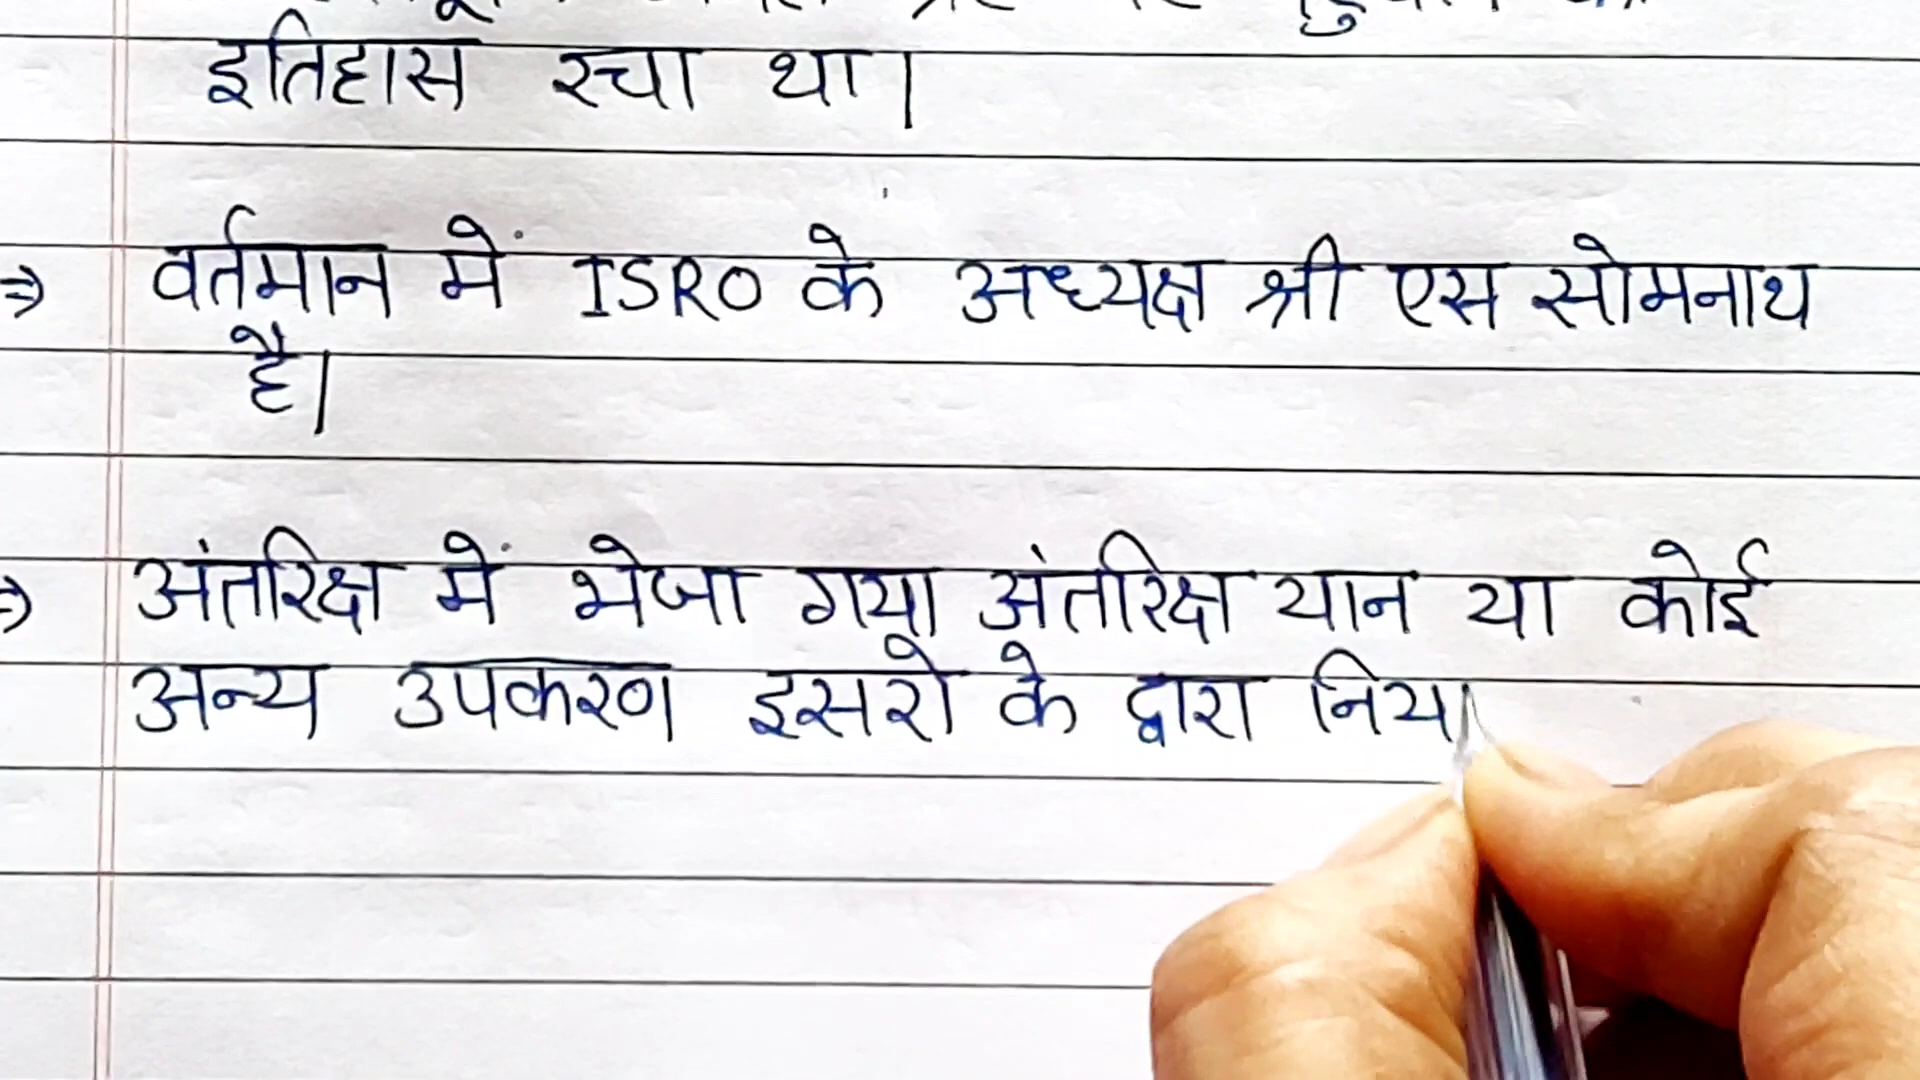 इतिहास रचा था।
⇒ वर्तमान में ISRO के अध्यक्ष श्री एस सोमनाथ
है।
⇒ अंतरिक्ष में भेजा गया अंतरिक्ष यान या कोई
अन्य उपकरण इसरो के द्वारा निय